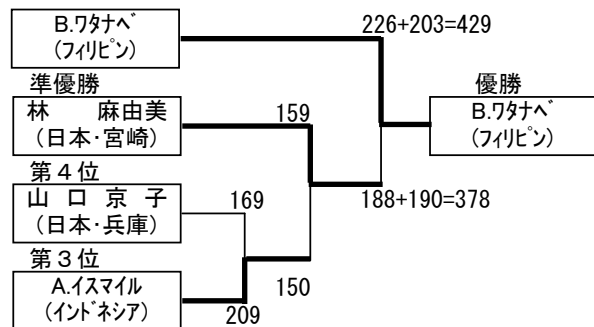 B.ワタナベ
(フィリピン)
226+203=429
準優勝
林 麻由美
(日本・宮崎)
159
優勝
B.ワタナベ
(フィリピン)
第４位
山 口 京 子
(日本・兵庫)
169
188+190=378
第３位
A.イスマイル
(インドネシア)
150
209